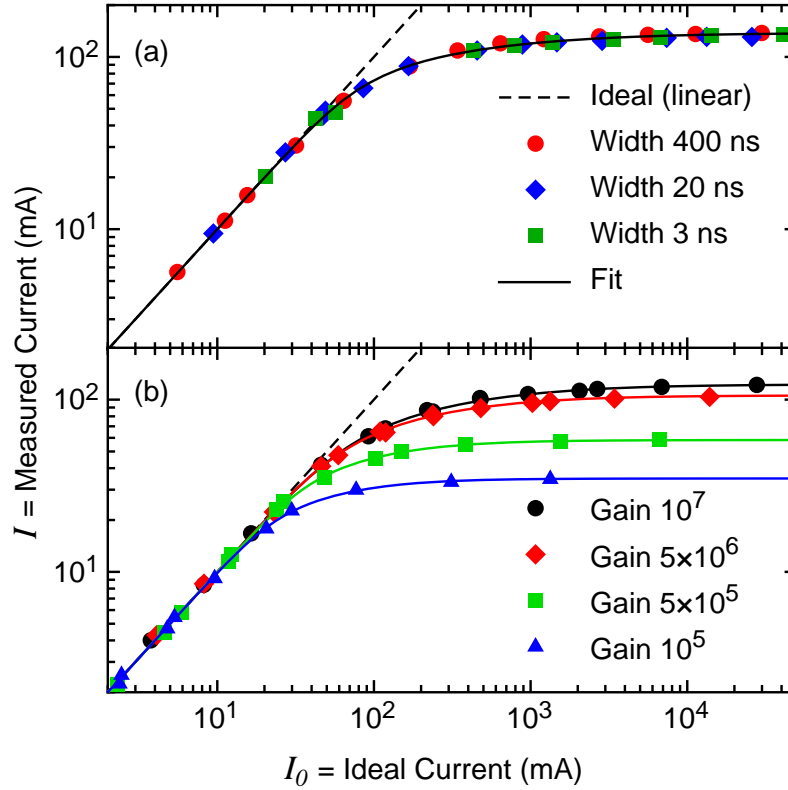 (a)
10²
10¹
Ideal (linear)
Width 400 ns
Width 20 ns
Width 3 ns
Fit
(b)
10²
10¹
Gain 10⁷
Gain 5×10⁶
Gain 5×10⁵
Gain 10⁵
10¹ 10² 10³ 10⁴
I₀ = Ideal Current (mA)
I = Measured Current (mA)